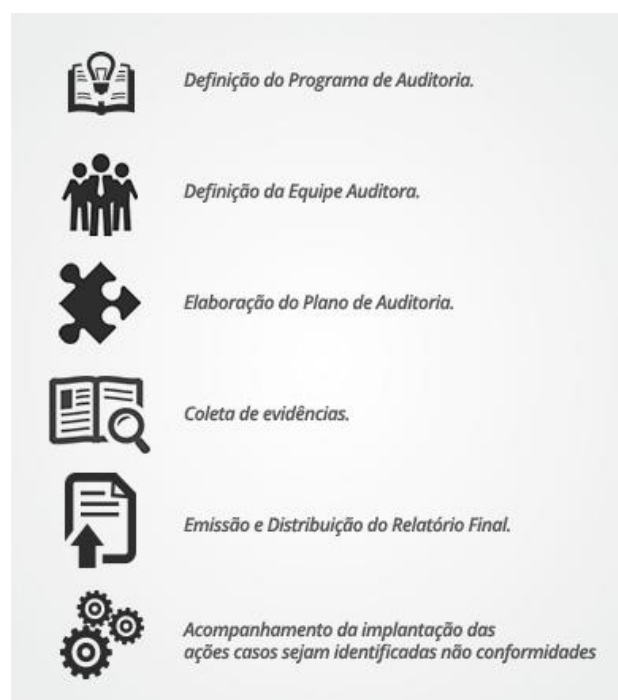 Definição do Programa de Auditoria.
Definição da Equipe Auditora.
Elaboração do Plano de Auditoria.
Coleta de evidências.
Emissão e Distribuição do Relatório Final.
Acompanhamento da implantação das
ações casos sejam identificadas não conformidades